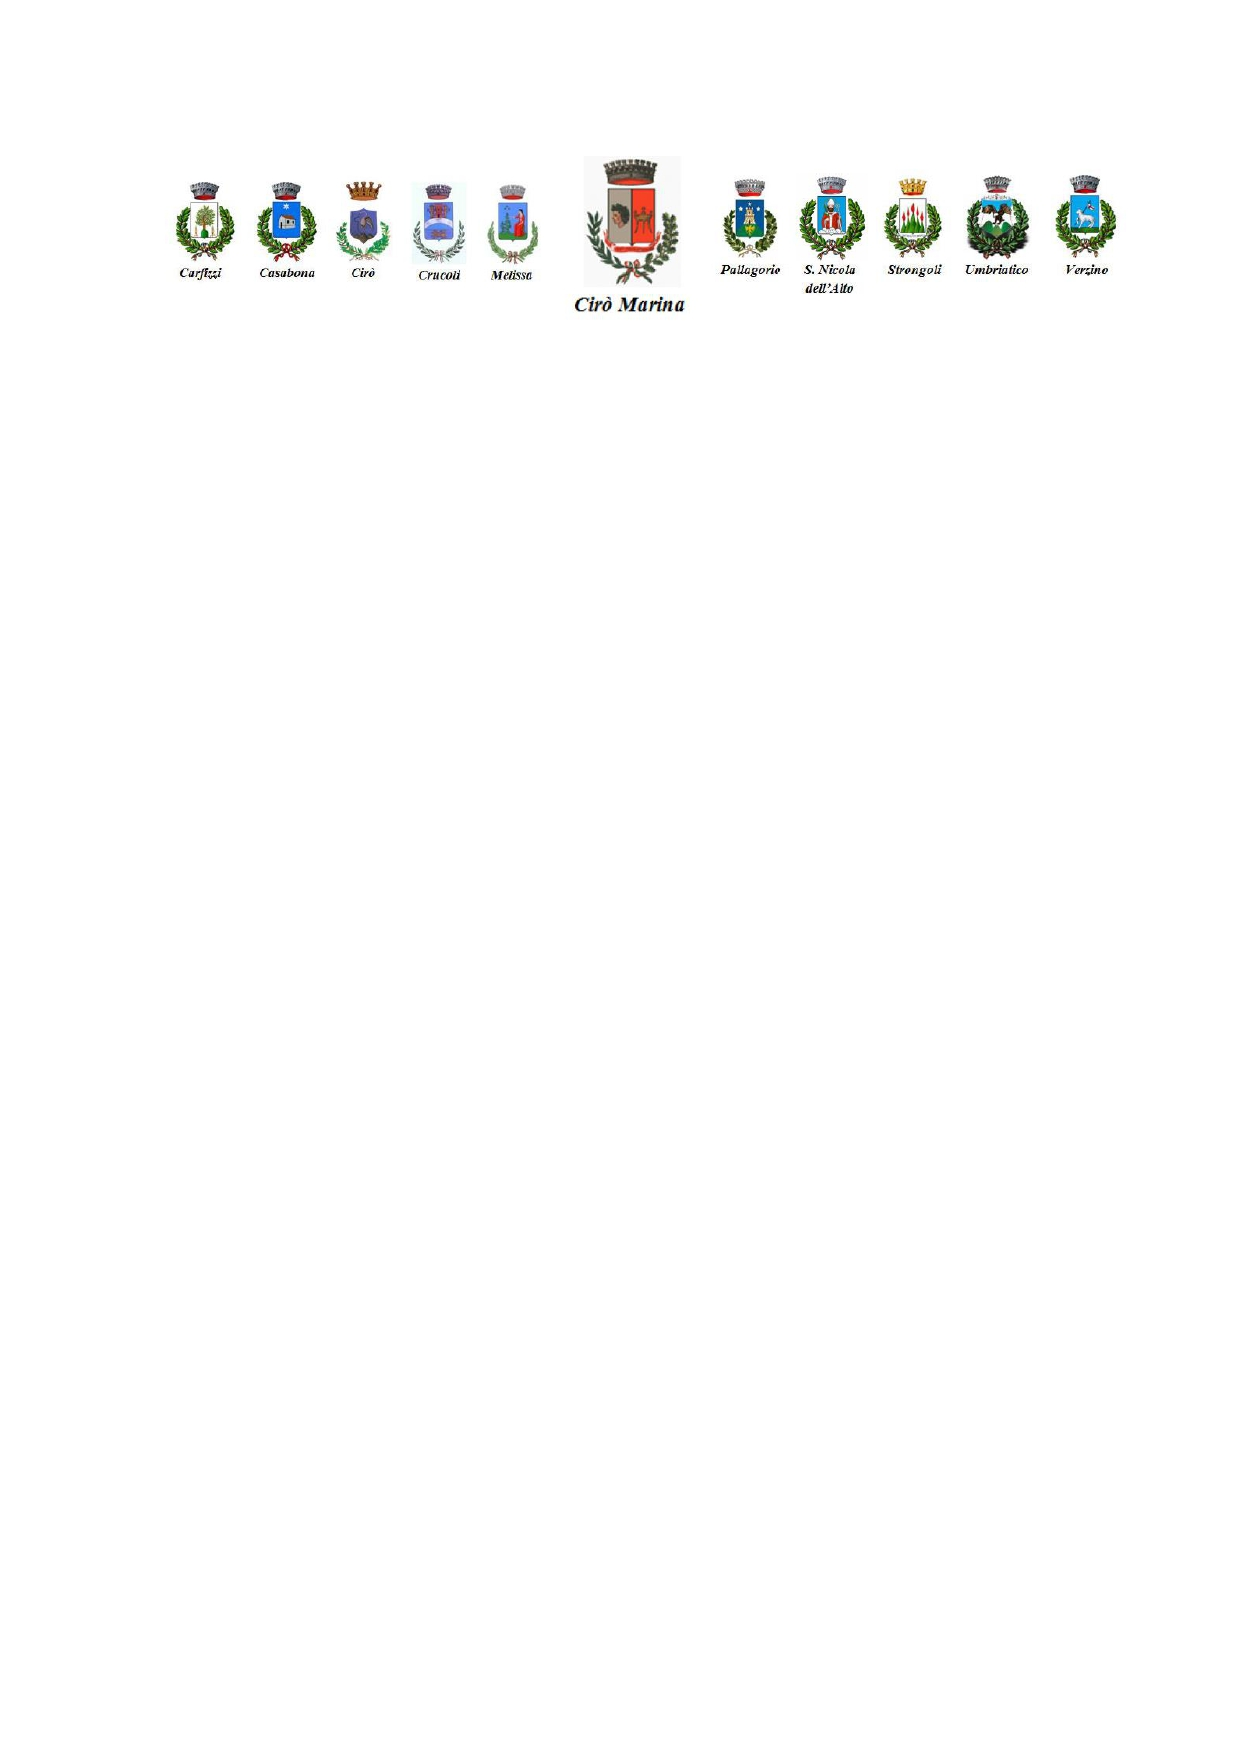 Carfizzi Casabona Cirò Crucoli Melissa Cirò Marina Pallagorio S. Nicola dell'Alto Strongoli Umbriatico Verzino